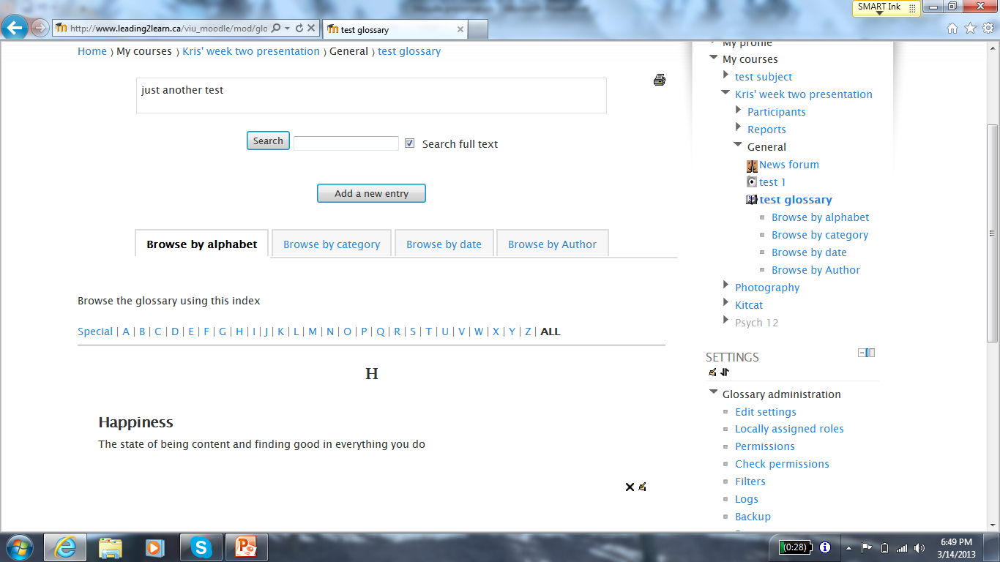 SMART Ink
http://www.leading2learn.ca/viu_moodle/mod/glo
test glossary
Home ⟩ My courses ⟩ Kris' week two presentation ⟩ General ⟩ test glossary
just another test
Search Search full text
Add a new entry
Browse by alphabet Browse by category Browse by date Browse by Author
Browse the glossary using this index
Special | A | B | C | D | E | F | G | H | I | J | K | L | M | N | O | P | Q | R | S | T | U | V | W | X | Y | Z | ALL
H
Happiness
The state of being content and finding good in everything you do
My profile
My courses
test subject
Kris' week two presentation
Participants
Reports
General
News forum
test 1
test glossary
Browse by alphabet
Browse by category
Browse by date
Browse by Author
Photography
Kitcat
Psych 12
SETTINGS
Glossary administration
Edit settings
Locally assigned roles
Permissions
Check permissions
Filters
Logs
Backup
(0:28)
6:49 PM
3/14/2013